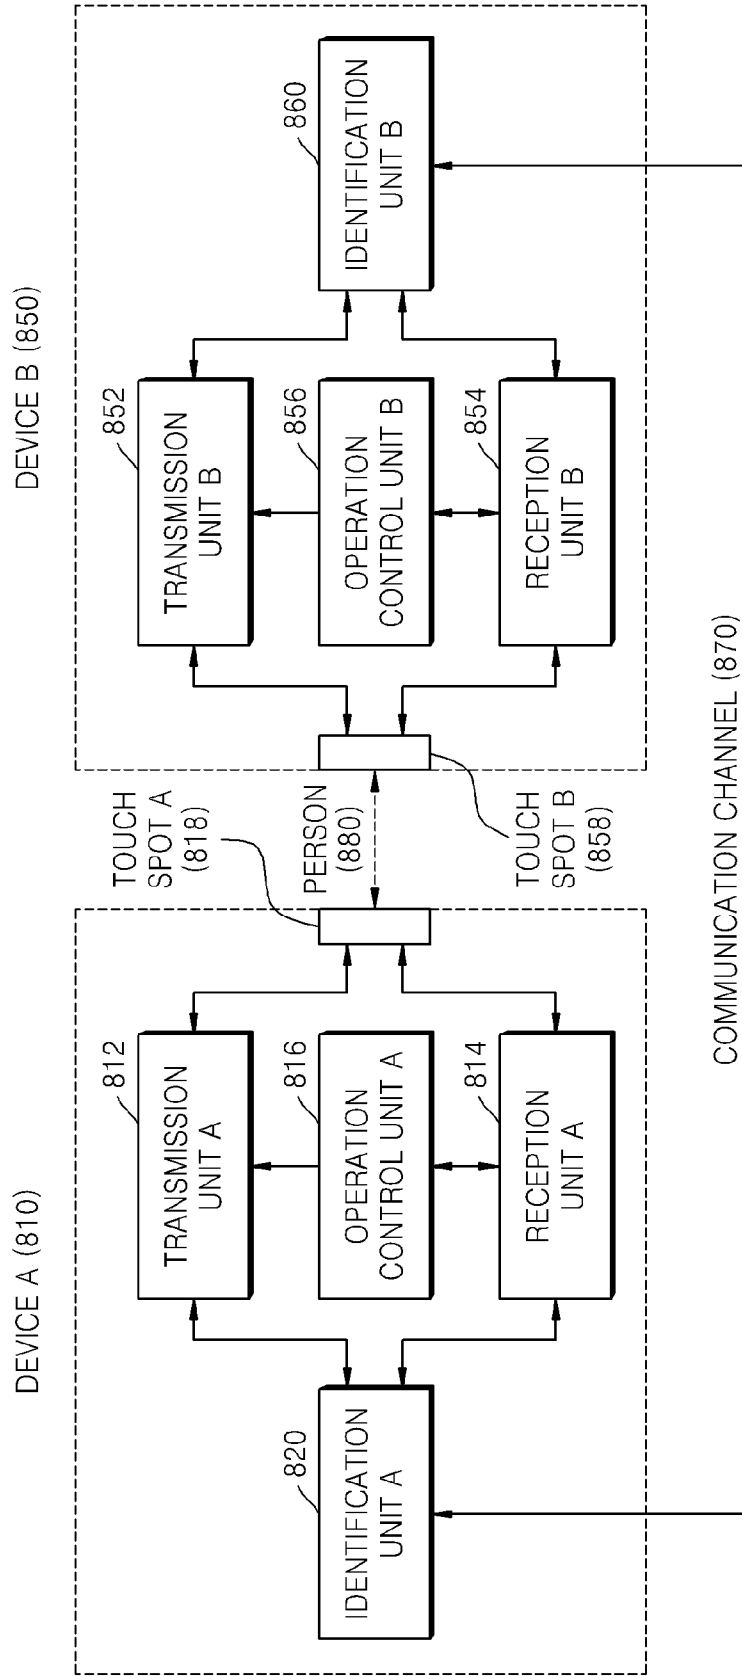 DEVICE A (810)
DEVICE B (850)
812
TRANSMISSION
UNIT A
820
IDENTIFICATION
UNIT A
816
OPERATION
CONTROL UNIT A
814
RECEPTION
UNIT A
TOUCH
SPOT A
(818)
PERSON
(880)
TOUCH
SPOT B
(858)
852
TRANSMISSION
UNIT B
856
OPERATION
CONTROL UNIT B
854
RECEPTION
UNIT B
860
IDENTIFICATION
UNIT B
COMMUNICATION CHANNEL (870)